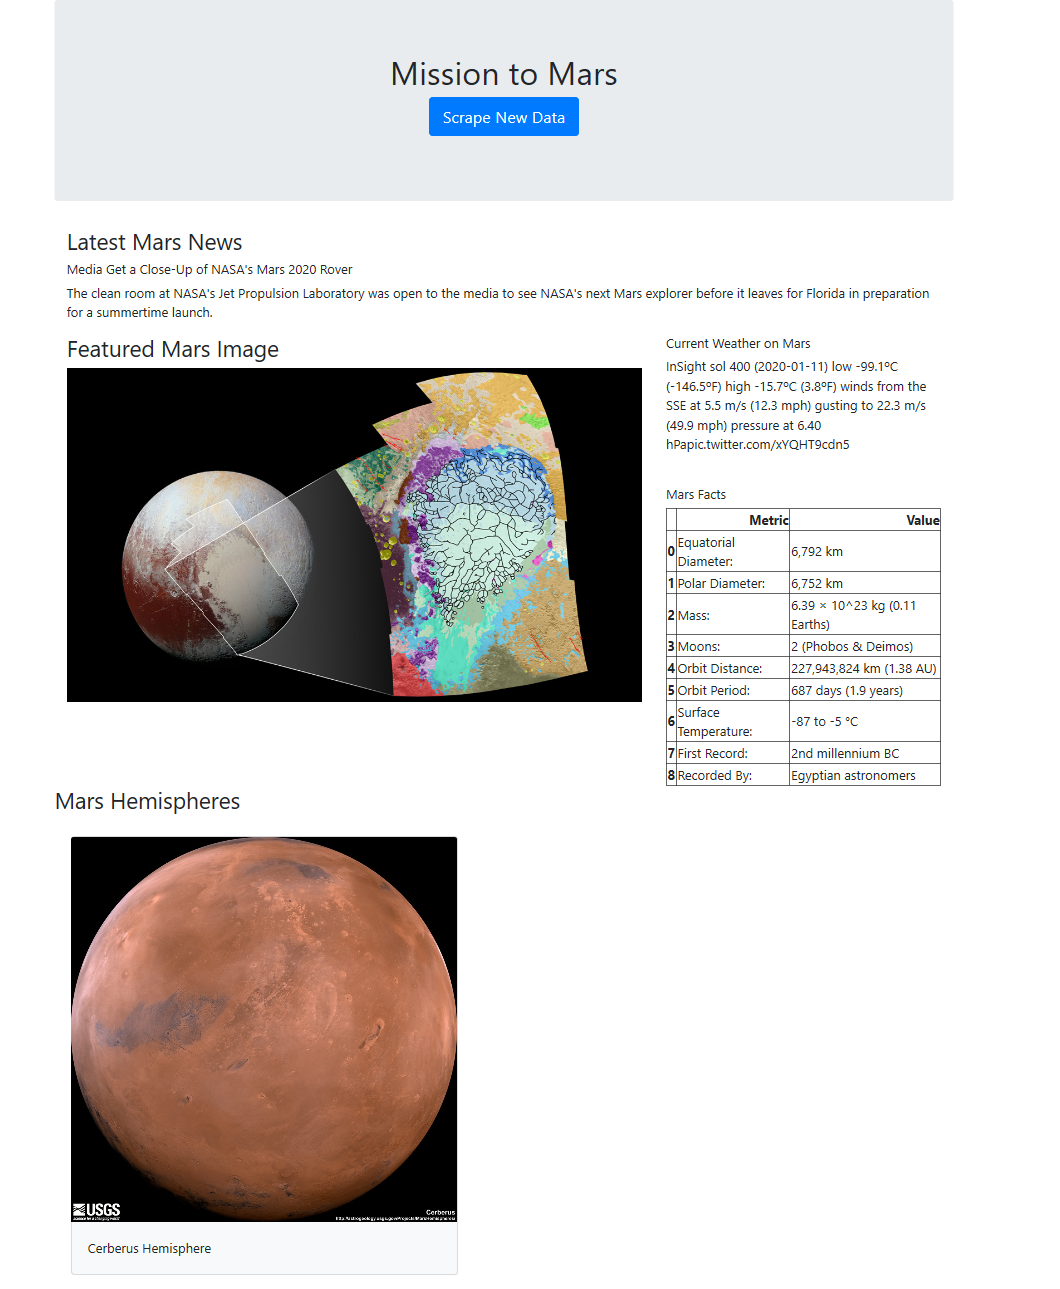 Mission to Mars
Scrape New Data
Latest Mars News
Media Get a Close-Up of NASA's Mars 2020 Rover
The clean room at NASA's Jet Propulsion Laboratory was open to the media to see NASA's next Mars explorer before it leaves for Florida in preparation
for a summertime launch.
Featured Mars Image
Current Weather on Mars
InSight sol 400 (2020-01-11) low -99.1ºC
(-146.5ºF) high -15.7ºC (3.8ºF) winds from the
SSE at 5.5 m/s (12.3 mph) gusting to 22.3 m/s
(49.9 mph) pressure at 6.40
hPapic.twitter.com/xYQHT9cdn5
Mars Facts
Metric Value
0 Equatorial Diameter: 6,792 km
1 Polar Diameter: 6,752 km
2 Mass: 6.39 × 10^23 kg (0.11 Earths)
3 Moons: 2 (Phobos & Deimos)
4 Orbit Distance: 227,943,824 km (1.38 AU)
5 Orbit Period: 687 days (1.9 years)
6 Surface Temperature: -87 to -5 °C
7 First Record: 2nd millennium BC
8 Recorded By: Egyptian astronomers
Mars Hemispheres
USGS
Cerberus
Cerberus Hemisphere